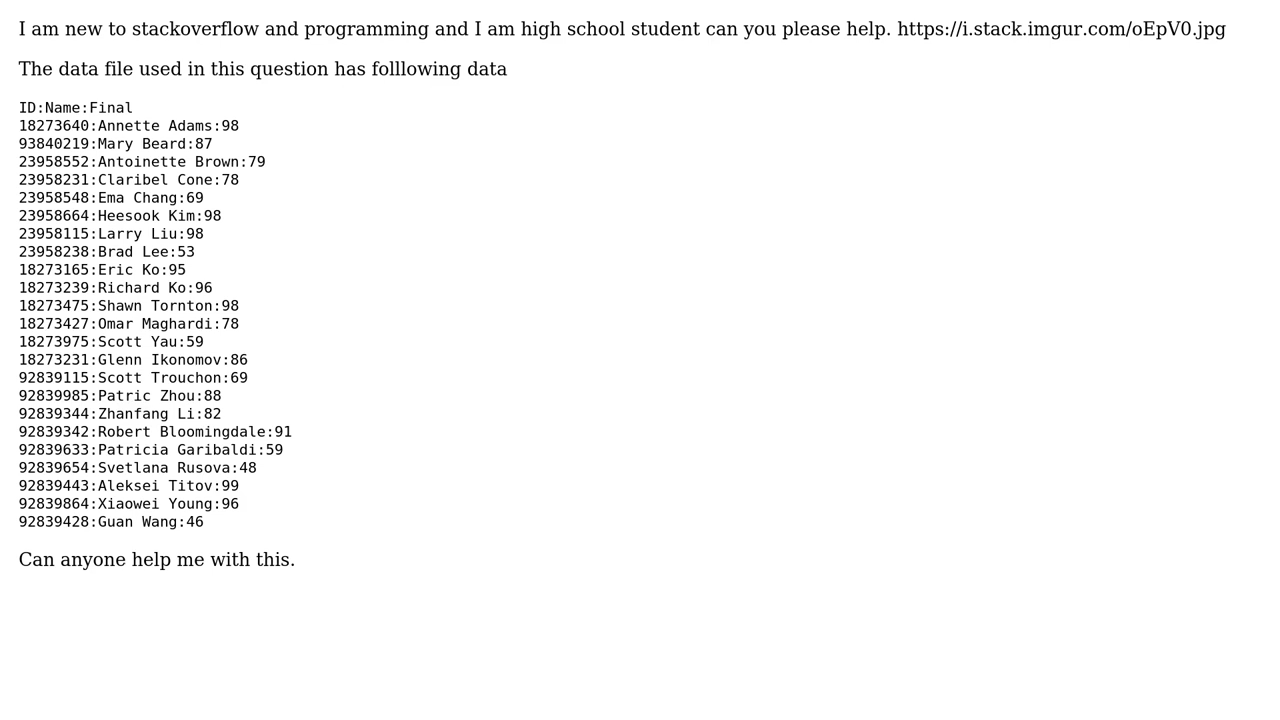 I am new to stackoverflow and programming and I am high school student can you please help. https://i.stack.imgur.com/oEpV0.jpg
The data file used in this question has folllowing data
ID:Name:Final
18273640:Annette Adams:98
93840219:Mary Beard:87
23958552:Antoinette Brown:79
23958231:Claribel Cone:78
23958548:Ema Chang:69
23958664:Heesook Kim:98
23958115:Larry Liu:98
23958238:Brad Lee:53
18273165:Eric Ko:95
18273239:Richard Ko:96
18273475:Shawn Tornton:98
18273427:Omar Maghardi:78
18273975:Scott Yau:59
18273231:Glenn Ikonomov:86
92839115:Scott Trouchon:69
92839985:Patric Zhou:88
92839344:Zhanfang Li:82
92839342:Robert Bloomingdale:91
92839633:Patricia Garibaldi:59
92839654:Svetlana Rusova:48
92839443:Aleksei Titov:99
92839864:Xiaowei Young:96
92839428:Guan Wang:46
Can anyone help me with this.